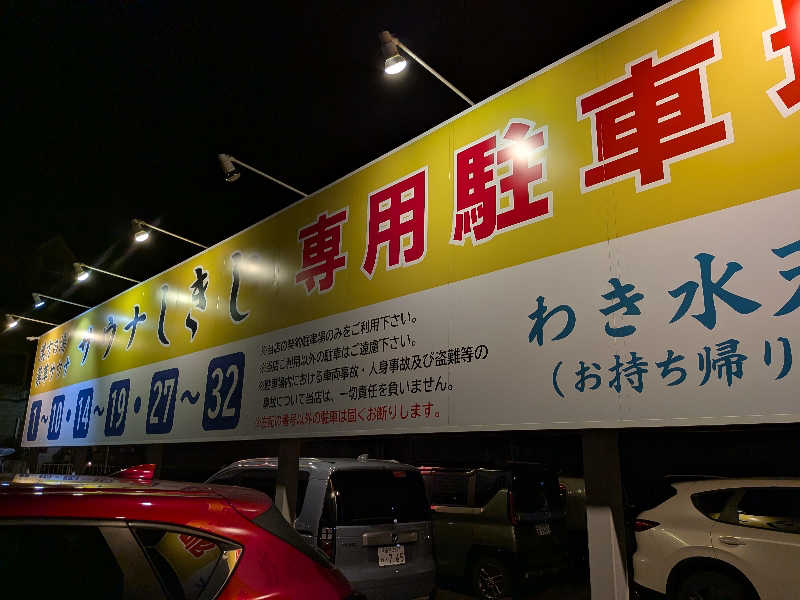 サウナしきじ
専用駐車
1～10・14～19・27～32
※当店の契約駐車場のみをご利用下さい。
※当店ご利用以外の駐車はご遠慮下さい。
※駐車場内における車両事故・人身事故及び盗難等の
事故について当店は、一切責任を負いません。
※左記の番号以外の駐車は固くお断りします。
わき水天
（お持ち帰り
7-45